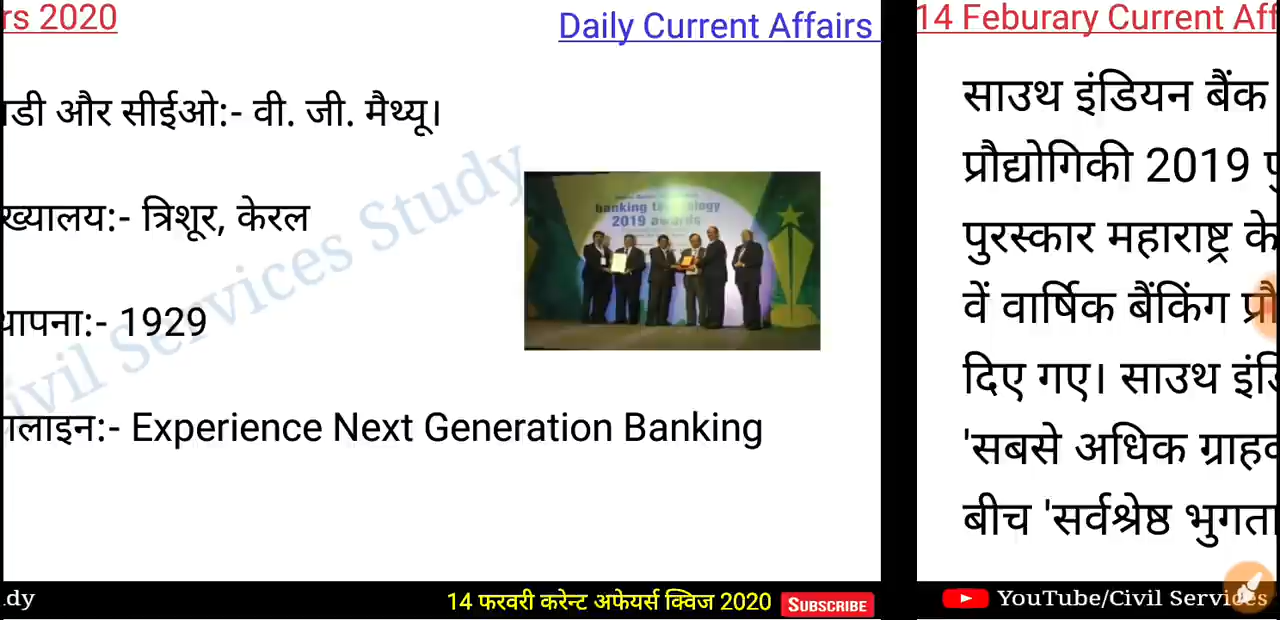 rs 2020
Daily Current Affairs
डी और सीईओ:- वी. जी. मैथ्यू।
ख्यालय:- त्रिशूर, केरल
थापना:- 1929
लाइन:- Experience Next Generation Banking
Civil Services Study
banking technology
2019 awards
dy
14 फरवरी करेन्ट अफेयर्स क्विज 2020 SUBSCRIBE
14 Feburary Current Aff
साउथ इंडियन बैंक
प्रौद्योगिकी 2019
पुरस्कार महाराष्ट्र के
वें वार्षिक बैंकिंग
दिए गए। साउथ
'सबसे अधिक
बीच 'सर्वश्रेष्ठ
YouTube/Civil Services